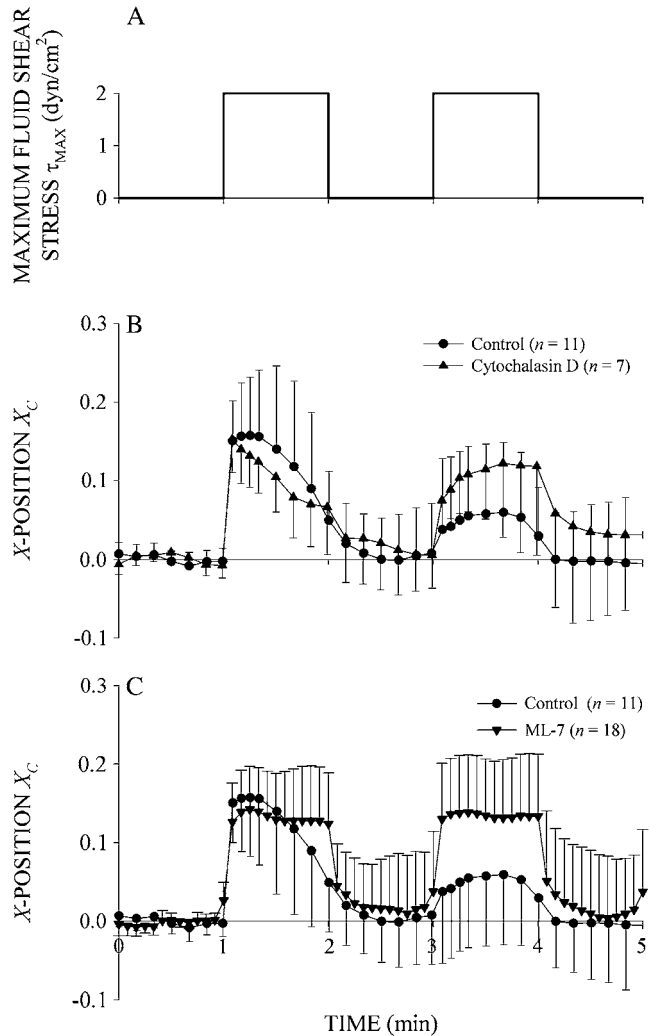 A
MAXIMUM FLUID SHEAR
STRESS τMAX (dyn/cm²)
2
1
0
B
X-POSITION XC
0.3
0.2
0.1
0.0
-0.1
Control (n = 11)
Cytochalasin D (n = 7)
C
X-POSITION XC
0.3
0.2
0.1
0.0
-0.1
Control (n = 11)
ML-7 (n = 18)
0 1 2 3 4 5
TIME (min)